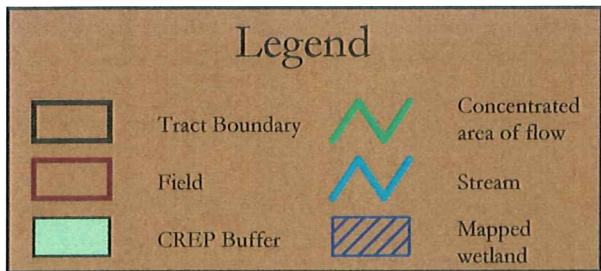 Legend
Tract Boundary
Field
CREP Buffer
Concentrated
area of flow
Stream
Mapped
wetland